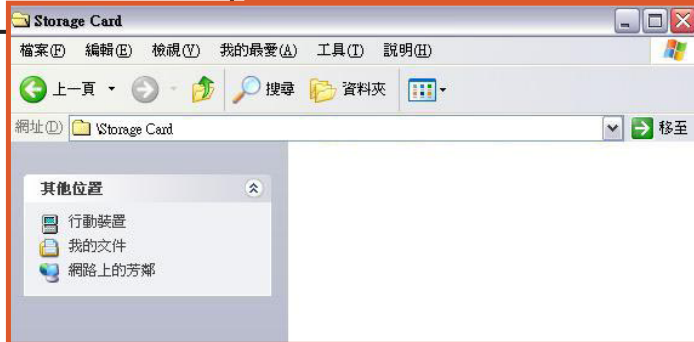 Storage Card
檔案(F) 編輯(E) 檢視(V) 我的最愛(A) 工具(T) 說明(H)
上一頁 搜尋 資料夾
網址(D) \Storage Card 移至
其他位置
行動裝置
我的文件
網路上的芳鄰